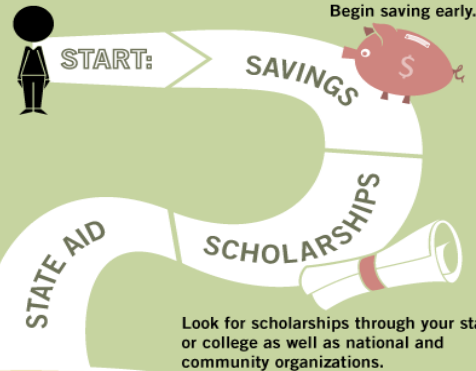 Begin saving early.
START:
SAVINGS
$
SCHOLARSHIPS
STATE AID
Look for scholarships through your
or college as well as national and
community organizations.